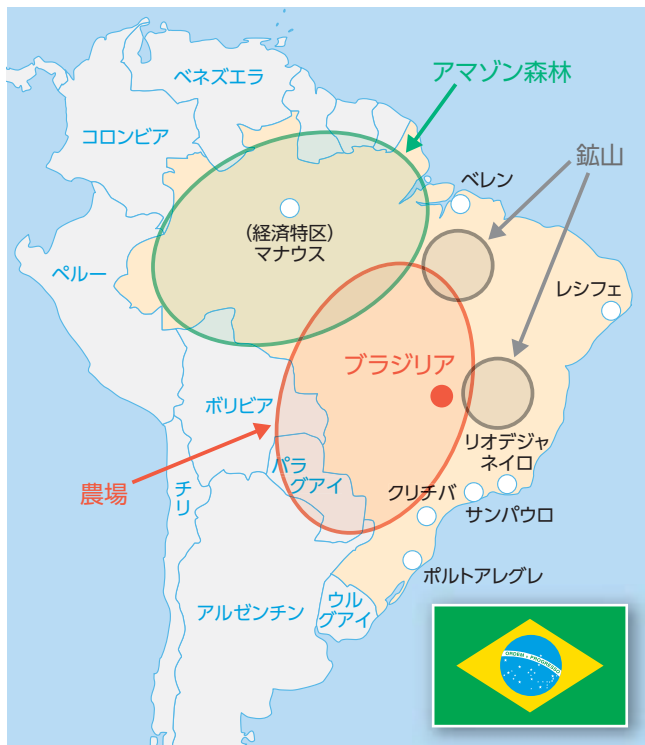 アマゾン森林
ベネズエラ
コロンビア
鉱山
ベレン
(経済特区)
マナウス
ペルー
レシフェ
ブラジリア
ボリビア
リオデジャ
ネイロ
パラ
グアイ
農場
チリ
クリチバ
サンパウロ
ポルトアレグレ
ウル
グアイ
アルゼンチン
ORDEM E PROGRESSO